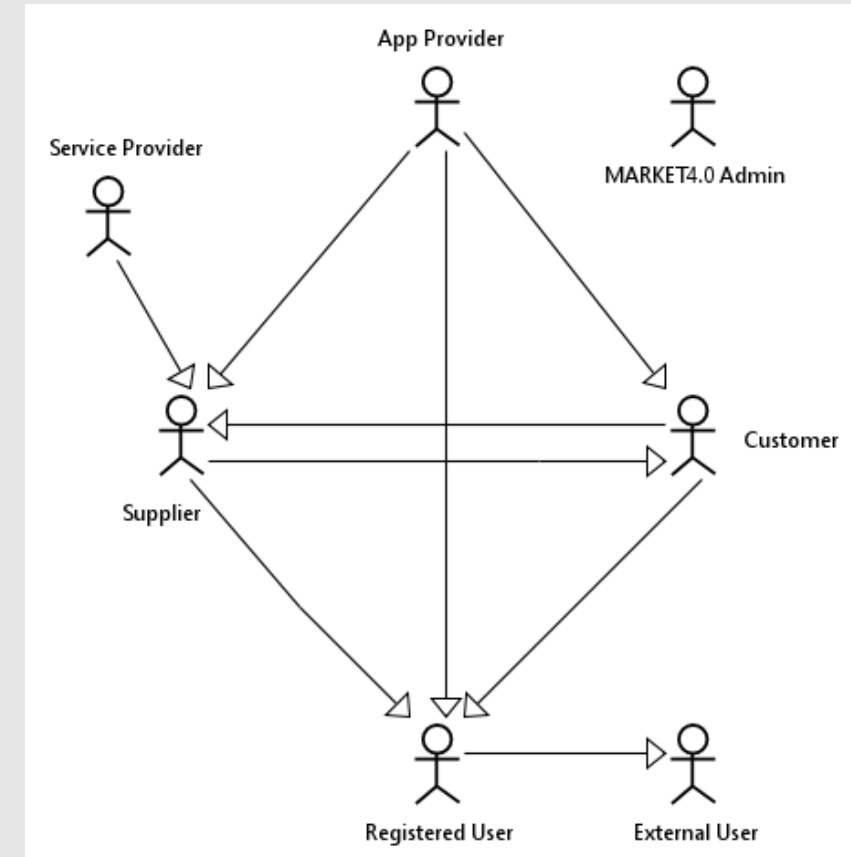 App Provider
Service Provider
MARKET4.0 Admin
Customer
Supplier
Registered User
External User